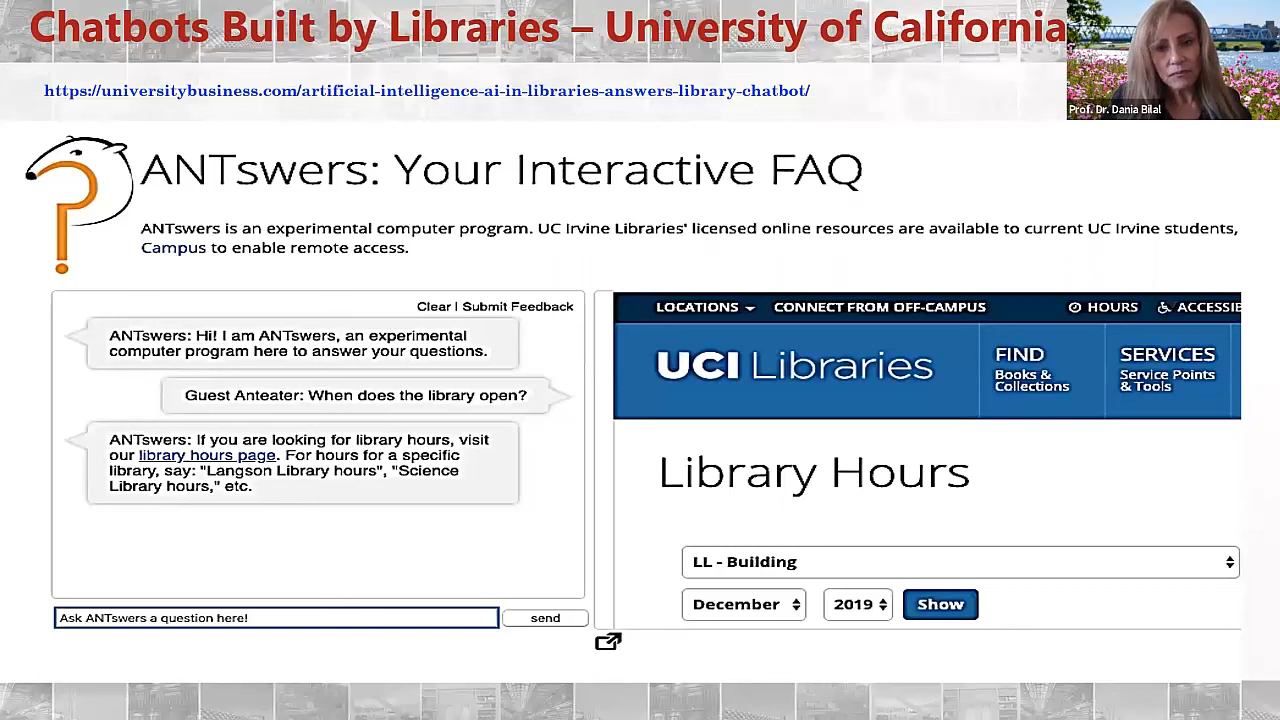 Chatbots Built by Libraries – University of California
Prof. Dr. Dania Bilal
https://universitybusiness.com/artificial-intelligence-ai-in-libraries-answers-library-chatbot/
ANTswers: Your Interactive FAQ
ANTswers is an experimental computer program. UC Irvine Libraries' licensed online resources are available to current UC Irvine students,
Campus to enable remote access.
Clear | Submit Feedback
ANTswers: Hi! I am ANTswers, an experimental
computer program here to answer your questions.
Guest Anteater: When does the library open?
ANTswers: If you are looking for library hours, visit
our library hours page. For hours for a specific
library, say: "Langson Library hours", "Science
Library hours," etc.
Ask ANTswers a question here!
send
LOCATIONS CONNECT FROM OFF-CAMPUS HOURS ACCESSIE
UCI Libraries
FIND
Books &
Collections
SERVICES
Service Points
& Tools
Library Hours
LL - Building
December 2019 Show